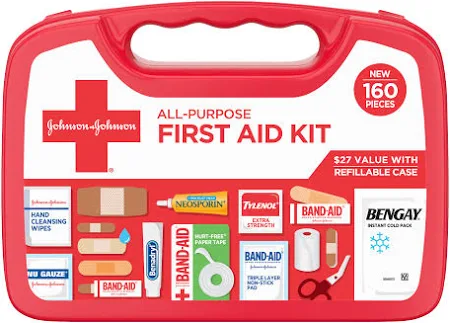 NEW
160
PIECES
Johnson & Johnson
ALL-PURPOSE
FIRST AID KIT
$27 VALUE WITH
REFILLABLE CASE
HAND
CLEANSING
WIPES
NU GAUZE
Benadryl
BAND-AID
NEOSPORIN
HURT-FREE
PAPER TAPE
TYLENOL
EXTRA
STRENGTH
BAND-AID
BAND-AID
TRIPLE LAYER
NON-STICK
PAD
BENGAY
INSTANT COLD PACK